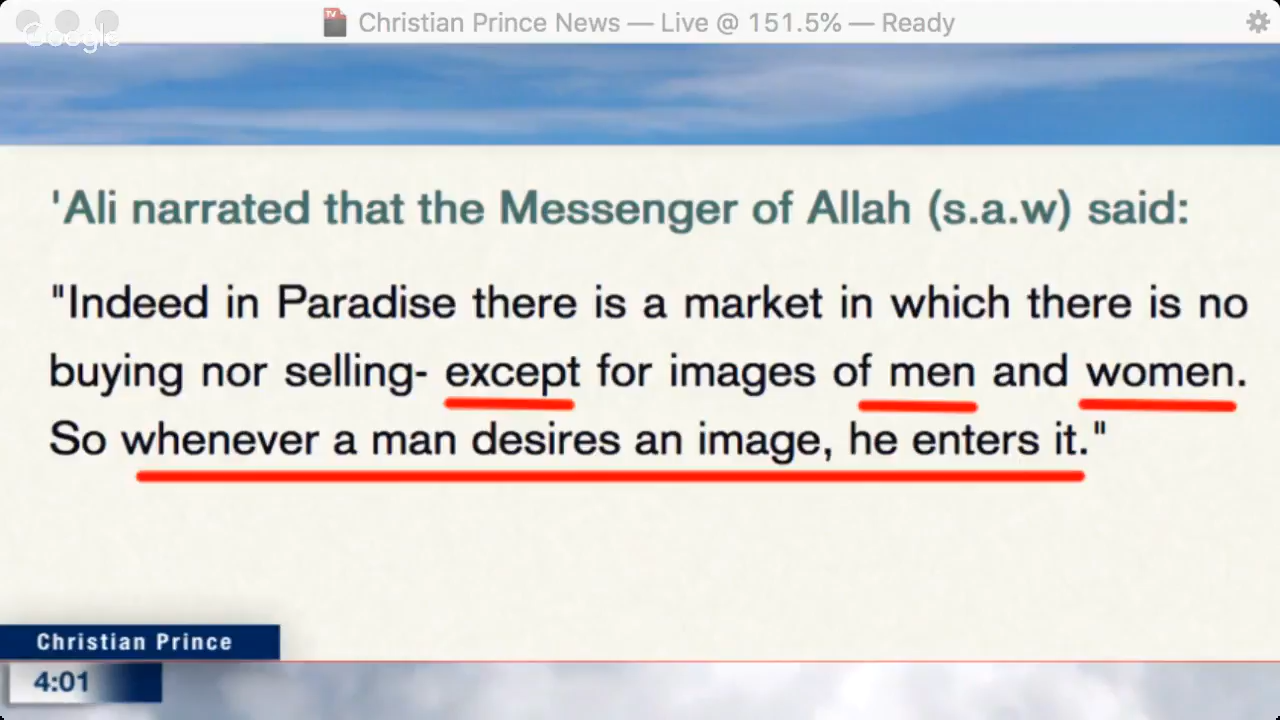 Christian Prince News — Live @ 151.5% — Ready
Google
'Ali narrated that the Messenger of Allah (s.a.w) said:
"Indeed in Paradise there is a market in which there is no
buying nor selling- except for images of men and women.
So whenever a man desires an image, he enters it."
Christian Prince
4:01